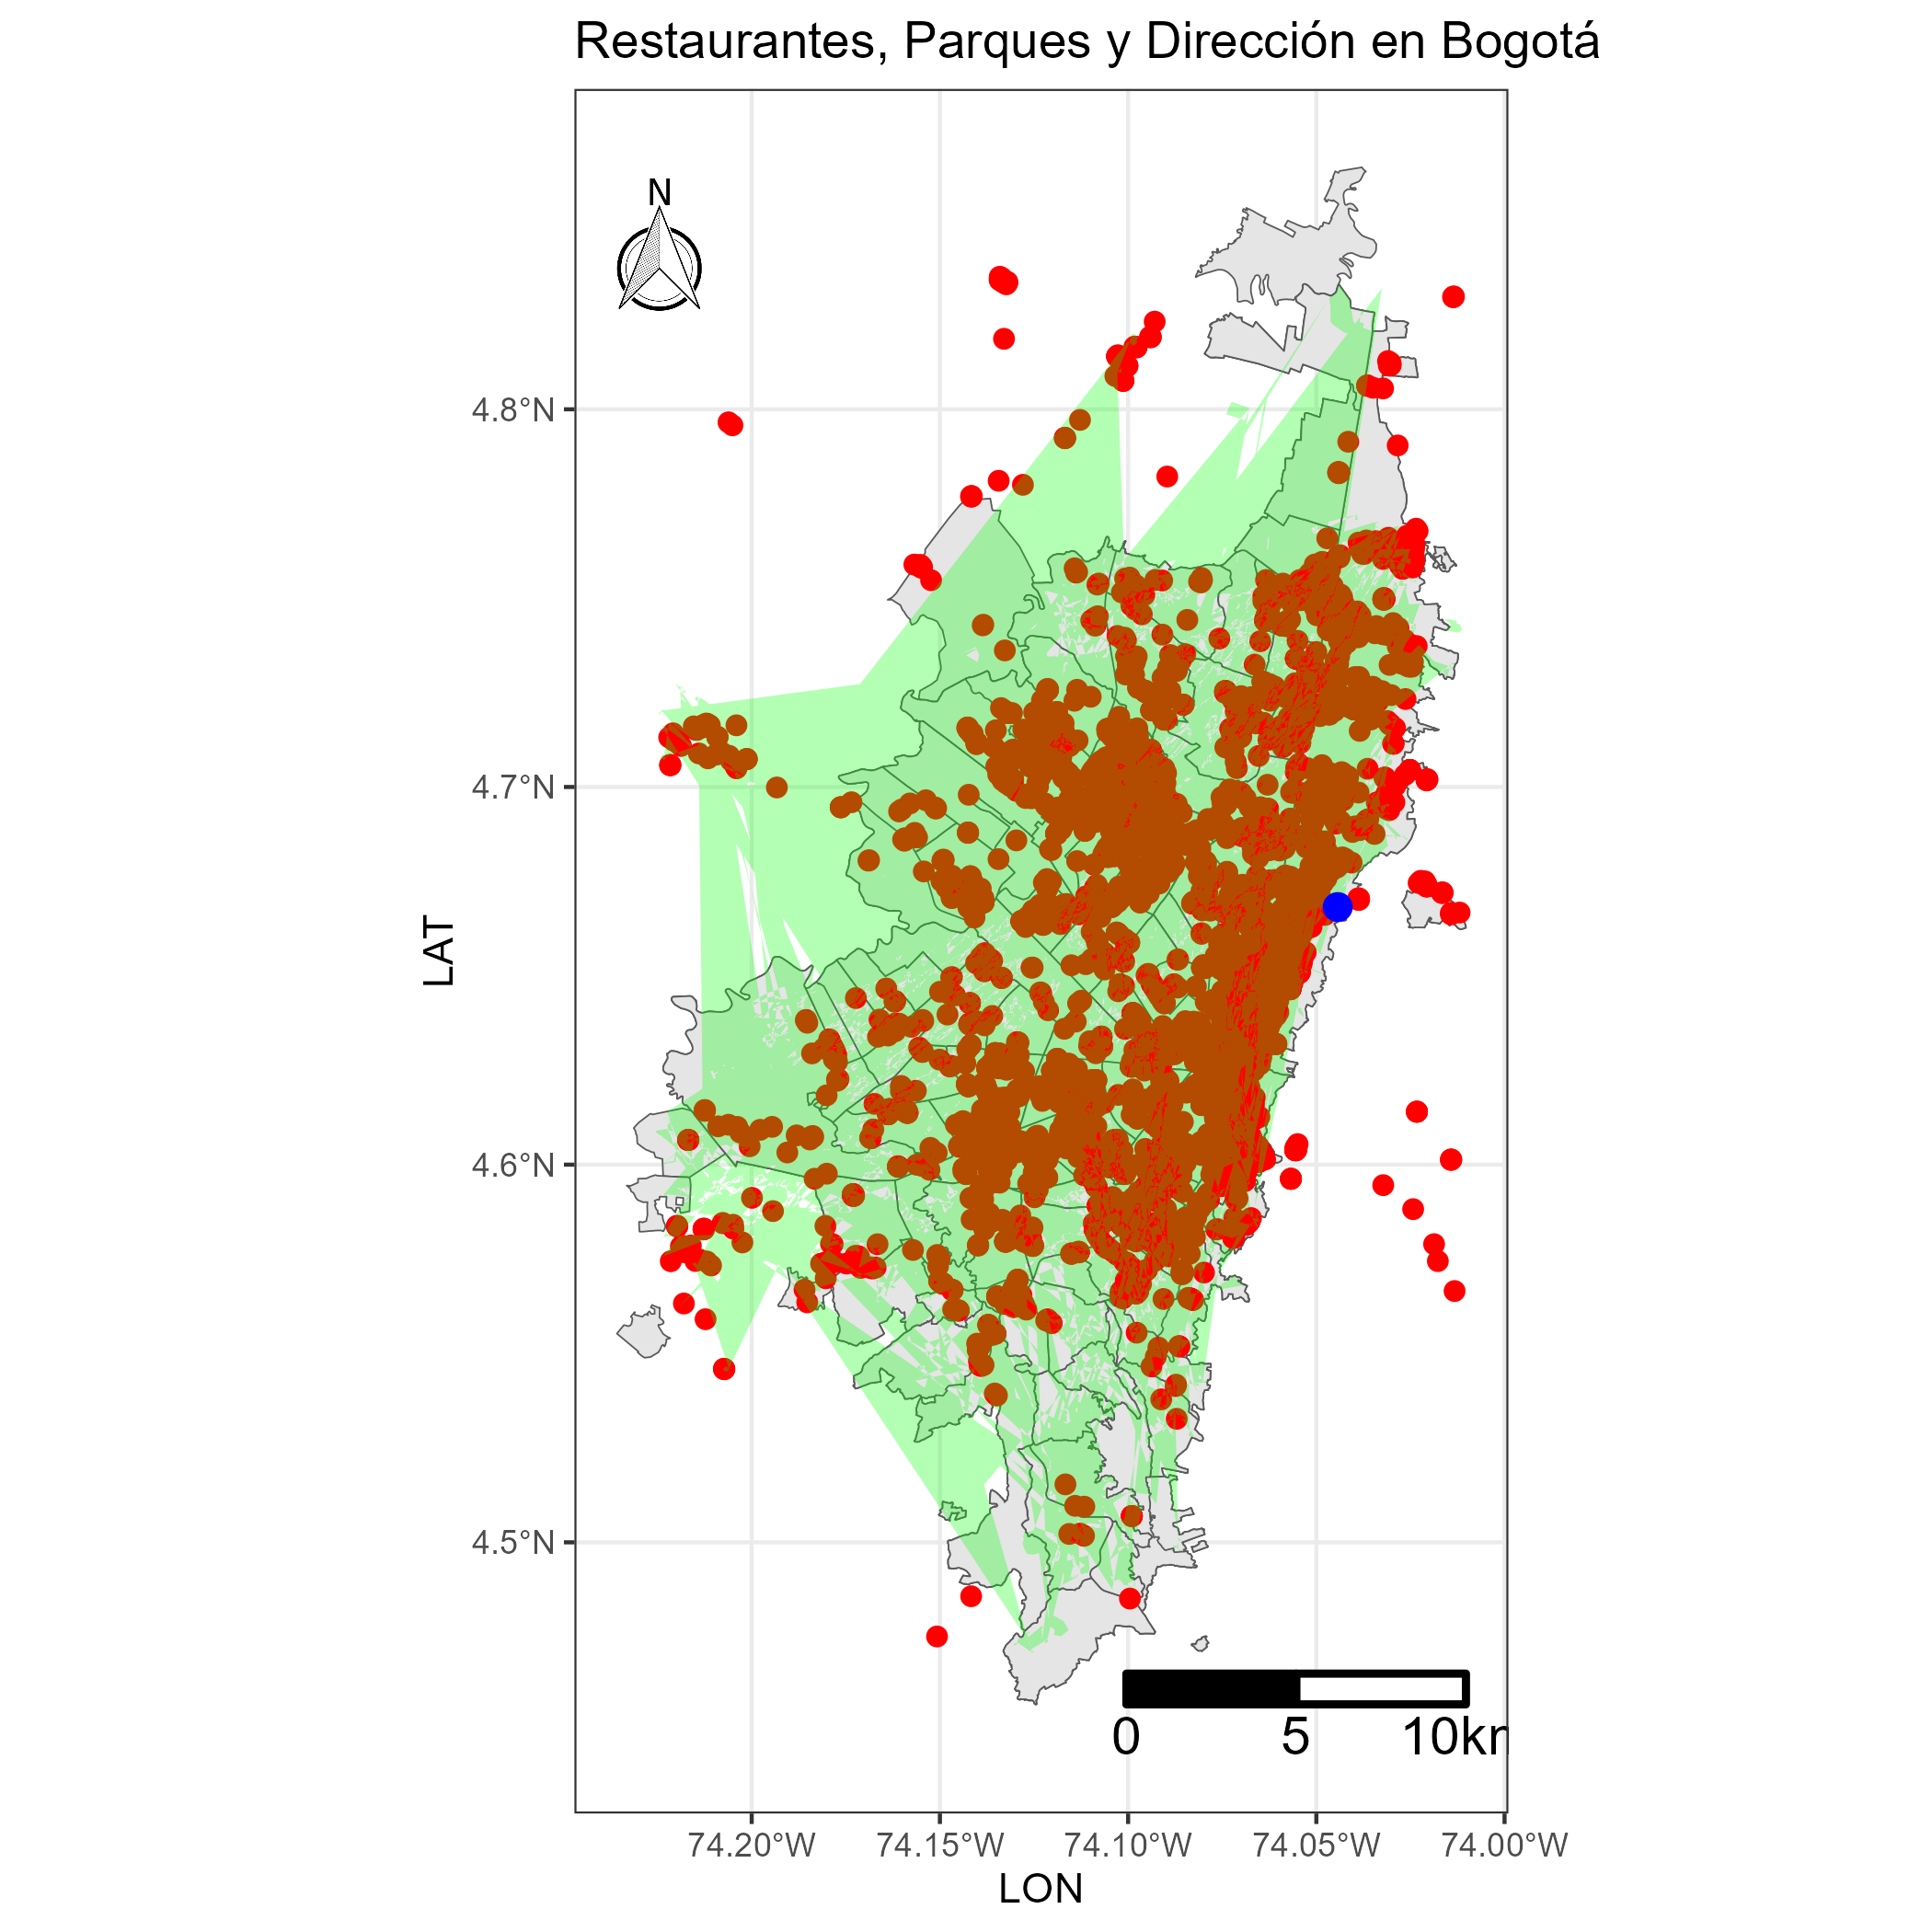 Restaurantes, Parques y Dirección en Bogotá
N
4.8°N
4.7°N
4.6°N
4.5°N
LAT
0 5 10km
74.20°W 74.15°W 74.10°W 74.05°W 74.00°W
LON